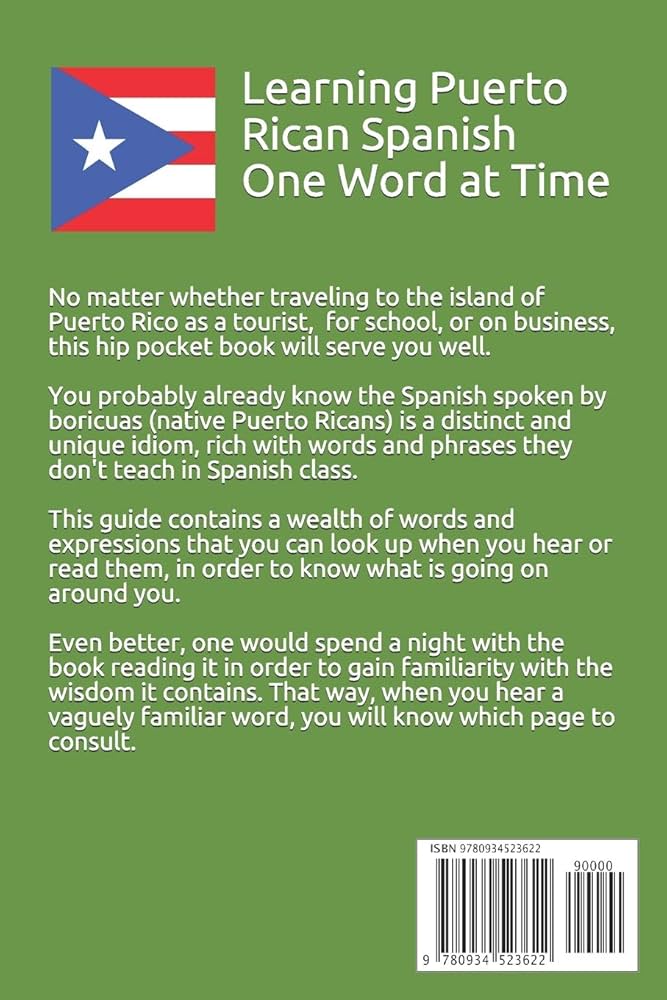 Learning Puerto
Rican Spanish
One Word at Time
No matter whether traveling to the island of
Puerto Rico as a tourist,  for school, or on business,
this hip pocket book will serve you well.
You probably already know the Spanish spoken by
boricuas (native Puerto Ricans) is a distinct and
unique idiom, rich with words and phrases they
don't teach in Spanish class.
This guide contains a wealth of words and
expressions that you can look up when you hear or
read them, in order to know what is going on
around you.
Even better, one would spend a night with the
book reading it in order to gain familiarity with the
wisdom it contains. That way, when you hear a
vaguely familiar word, you will know which page to
consult.
ISBN 9780934523622
90000
9 780934 523622